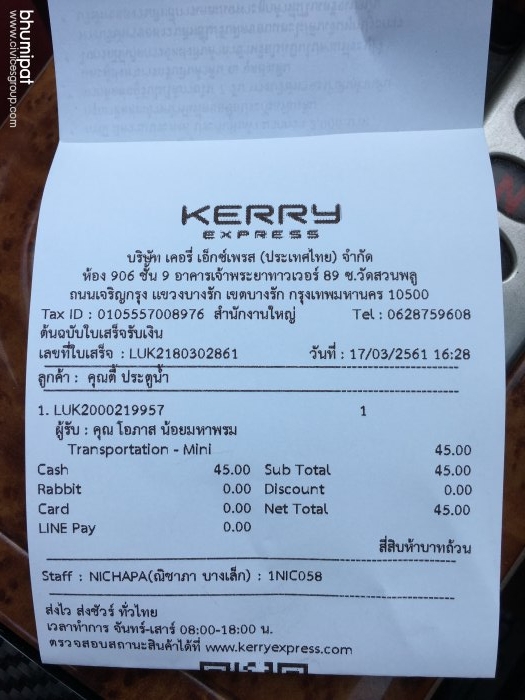 bhumipat
www.civicesgroup.com
KERRY
EXPRESS
บริษัท เคอรี่ เอ็กซ์เพรส (ประเทศไทย) จำกัด
ห้อง 906 ชั้น 9 อาคารเจ้าพระยาทาวเวอร์ 89 ซ.วัดสวนพลู
ถนนเจริญกรุง แขวงบางรัก เขตบางรัก กรุงเทพมหานคร 10500
Tax ID : 0105557008976 สำนักงานใหญ่ Tel : 0628759608
ต้นฉบับใบเสร็จรับเงิน
เลขที่ใบเสร็จ : LUK2180302861 วันที่ : 17/03/2561 16:28
ลูกค้า : คุณตี้ ประตูน้ำ
1. LUK2000219957 1
ผู้รับ : คุณ โอภาส น้อยมหาพรม
Transportation - Mini 45.00
Cash 45.00 Sub Total 45.00
Rabbit 0.00 Discount 0.00
Card 0.00 Net Total 45.00
LINE Pay 0.00
สี่สิบห้าบาทถ้วน
Staff : NICHAPA(ณิชาภา บางเล็ก) : 1NIC058
ส่งไว ส่งชัวร์ ทั่วไทย
เวลาทำการ จันทร์-เสาร์ 08:00-18:00 น.
ตรวจสอบสถานะสินค้าได้ที่ www.kerryexpress.com